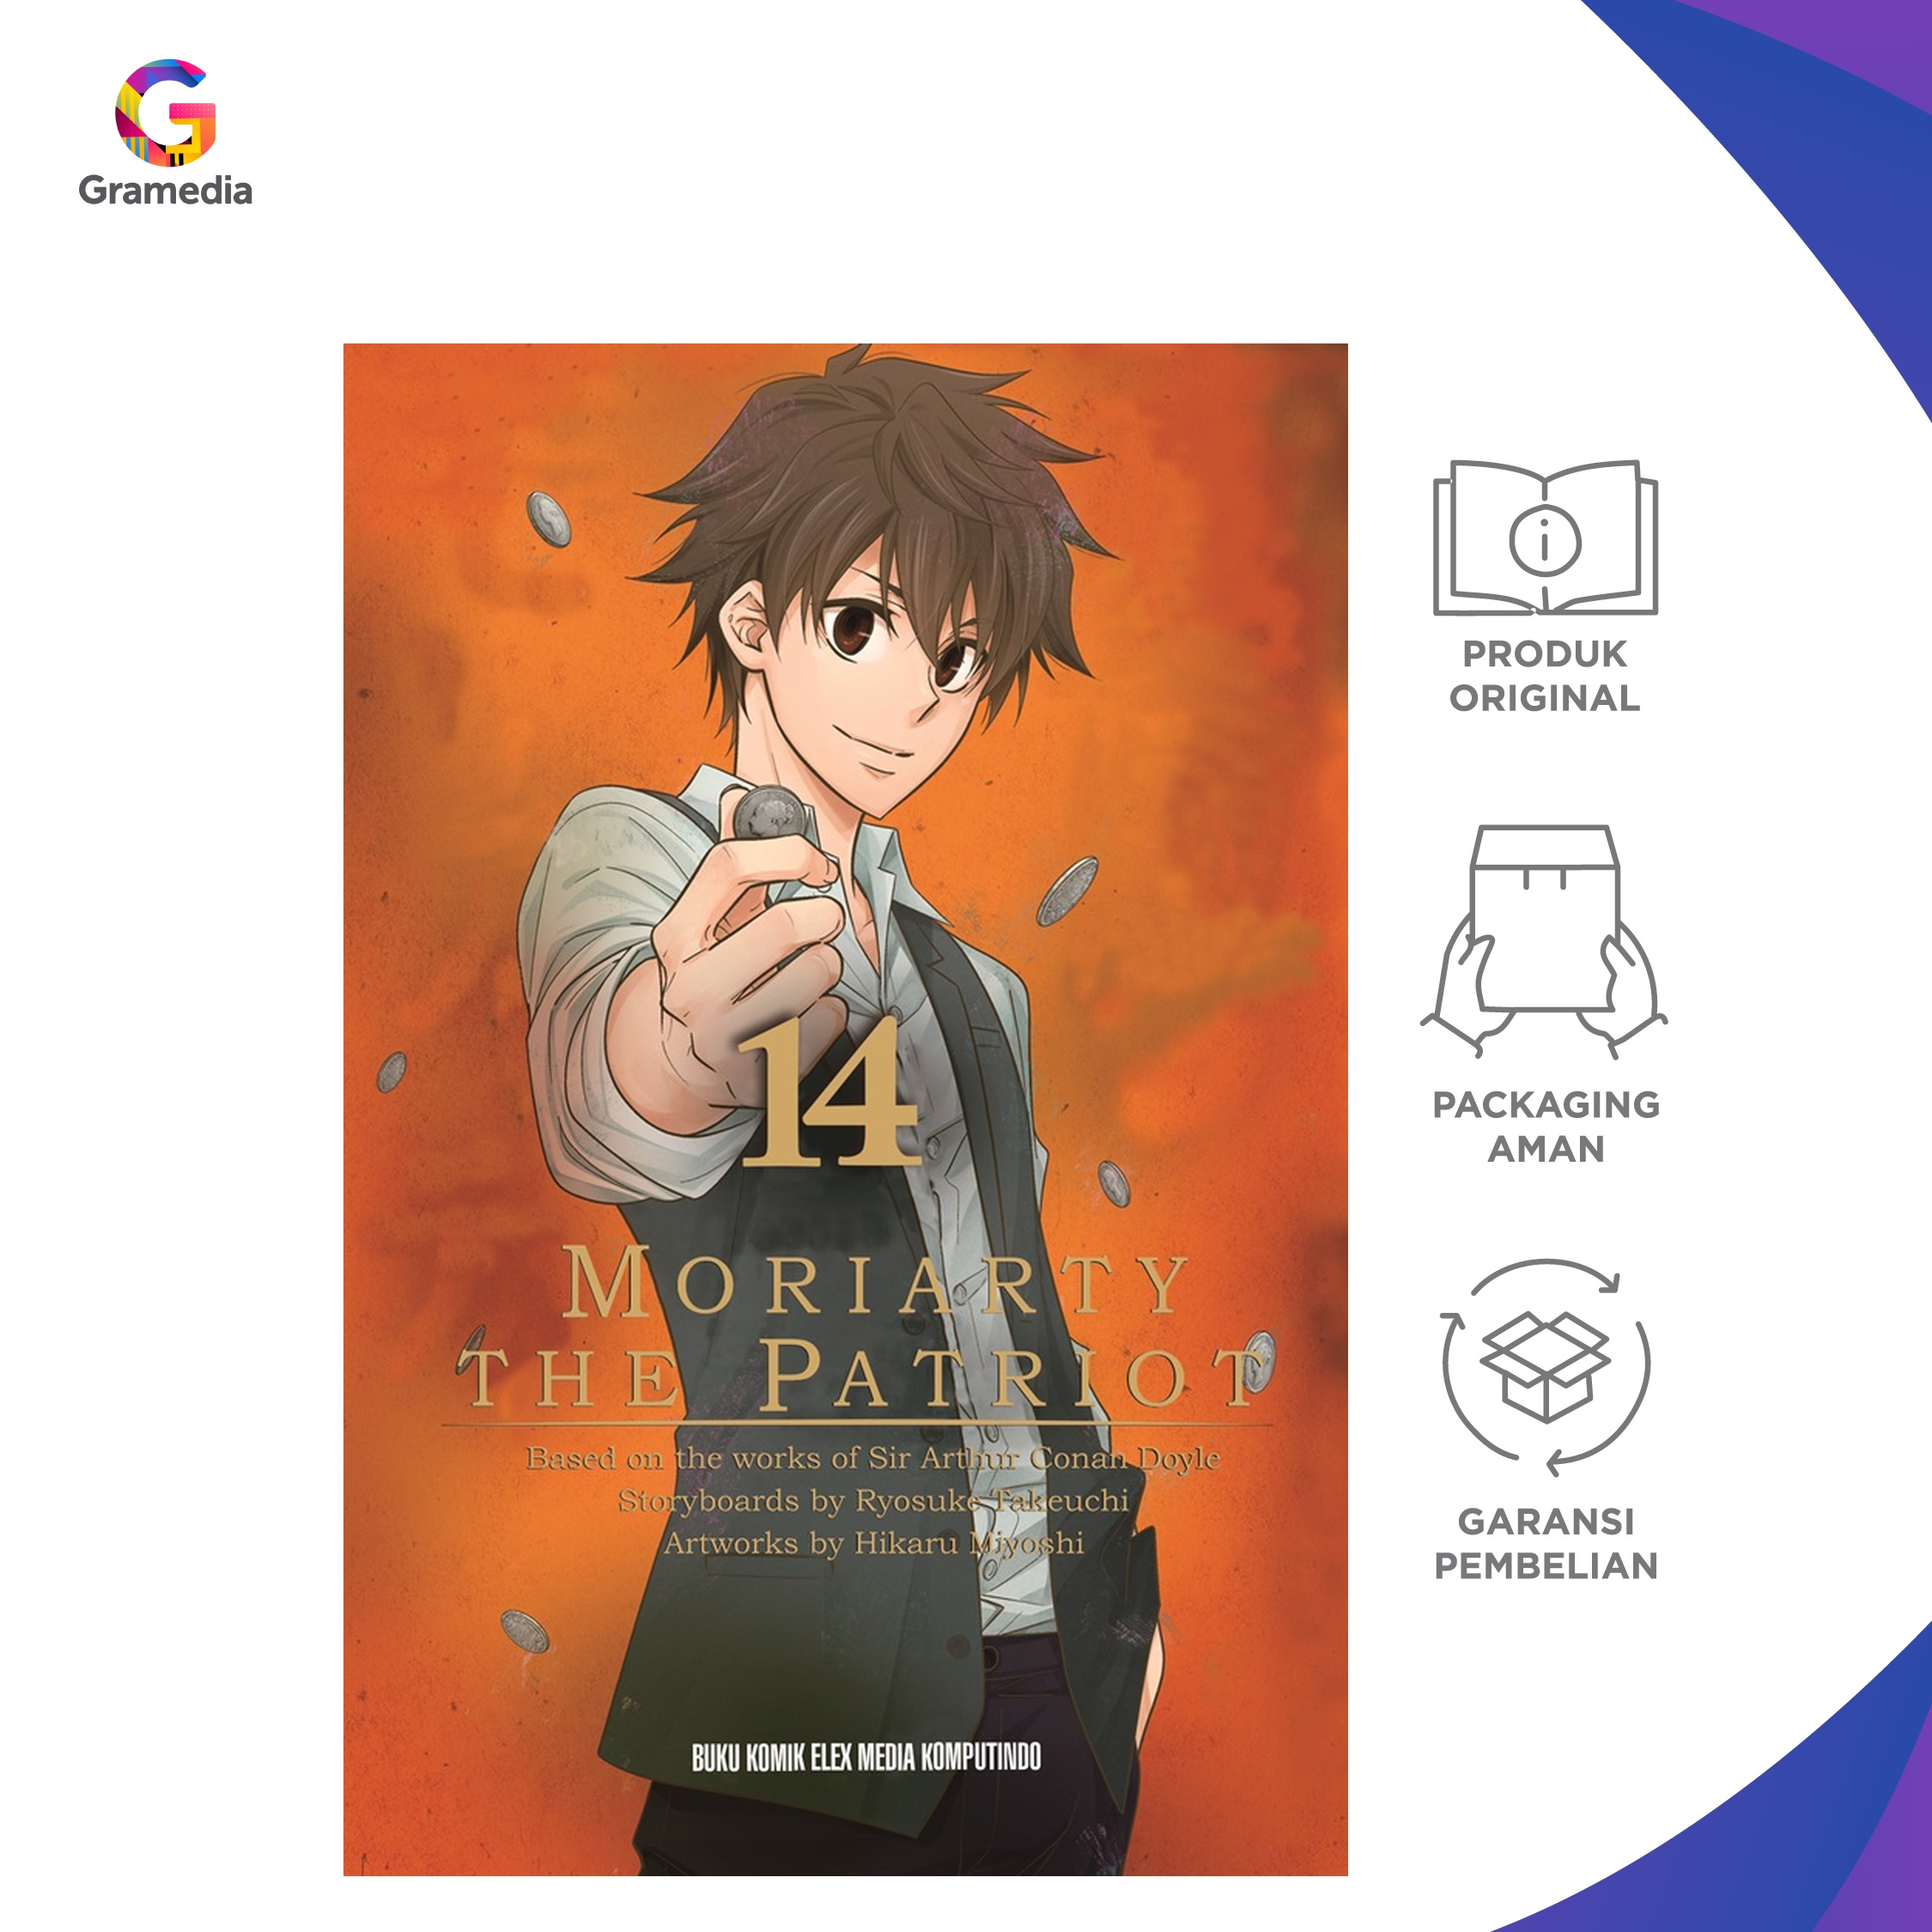 Gramedia
14
MORIARTY
THE PATRIOT
Based on the works of Sir Arthur Conan Doyle
Storyboards by Ryosuke Takeuchi
Artworks by Hikaru Miyoshi
BUKU KOMIK ELEX MEDIA KOMPUTINDO
PRODUK
ORIGINAL
PACKAGING
AMAN
GARANSI
PEMBELIAN